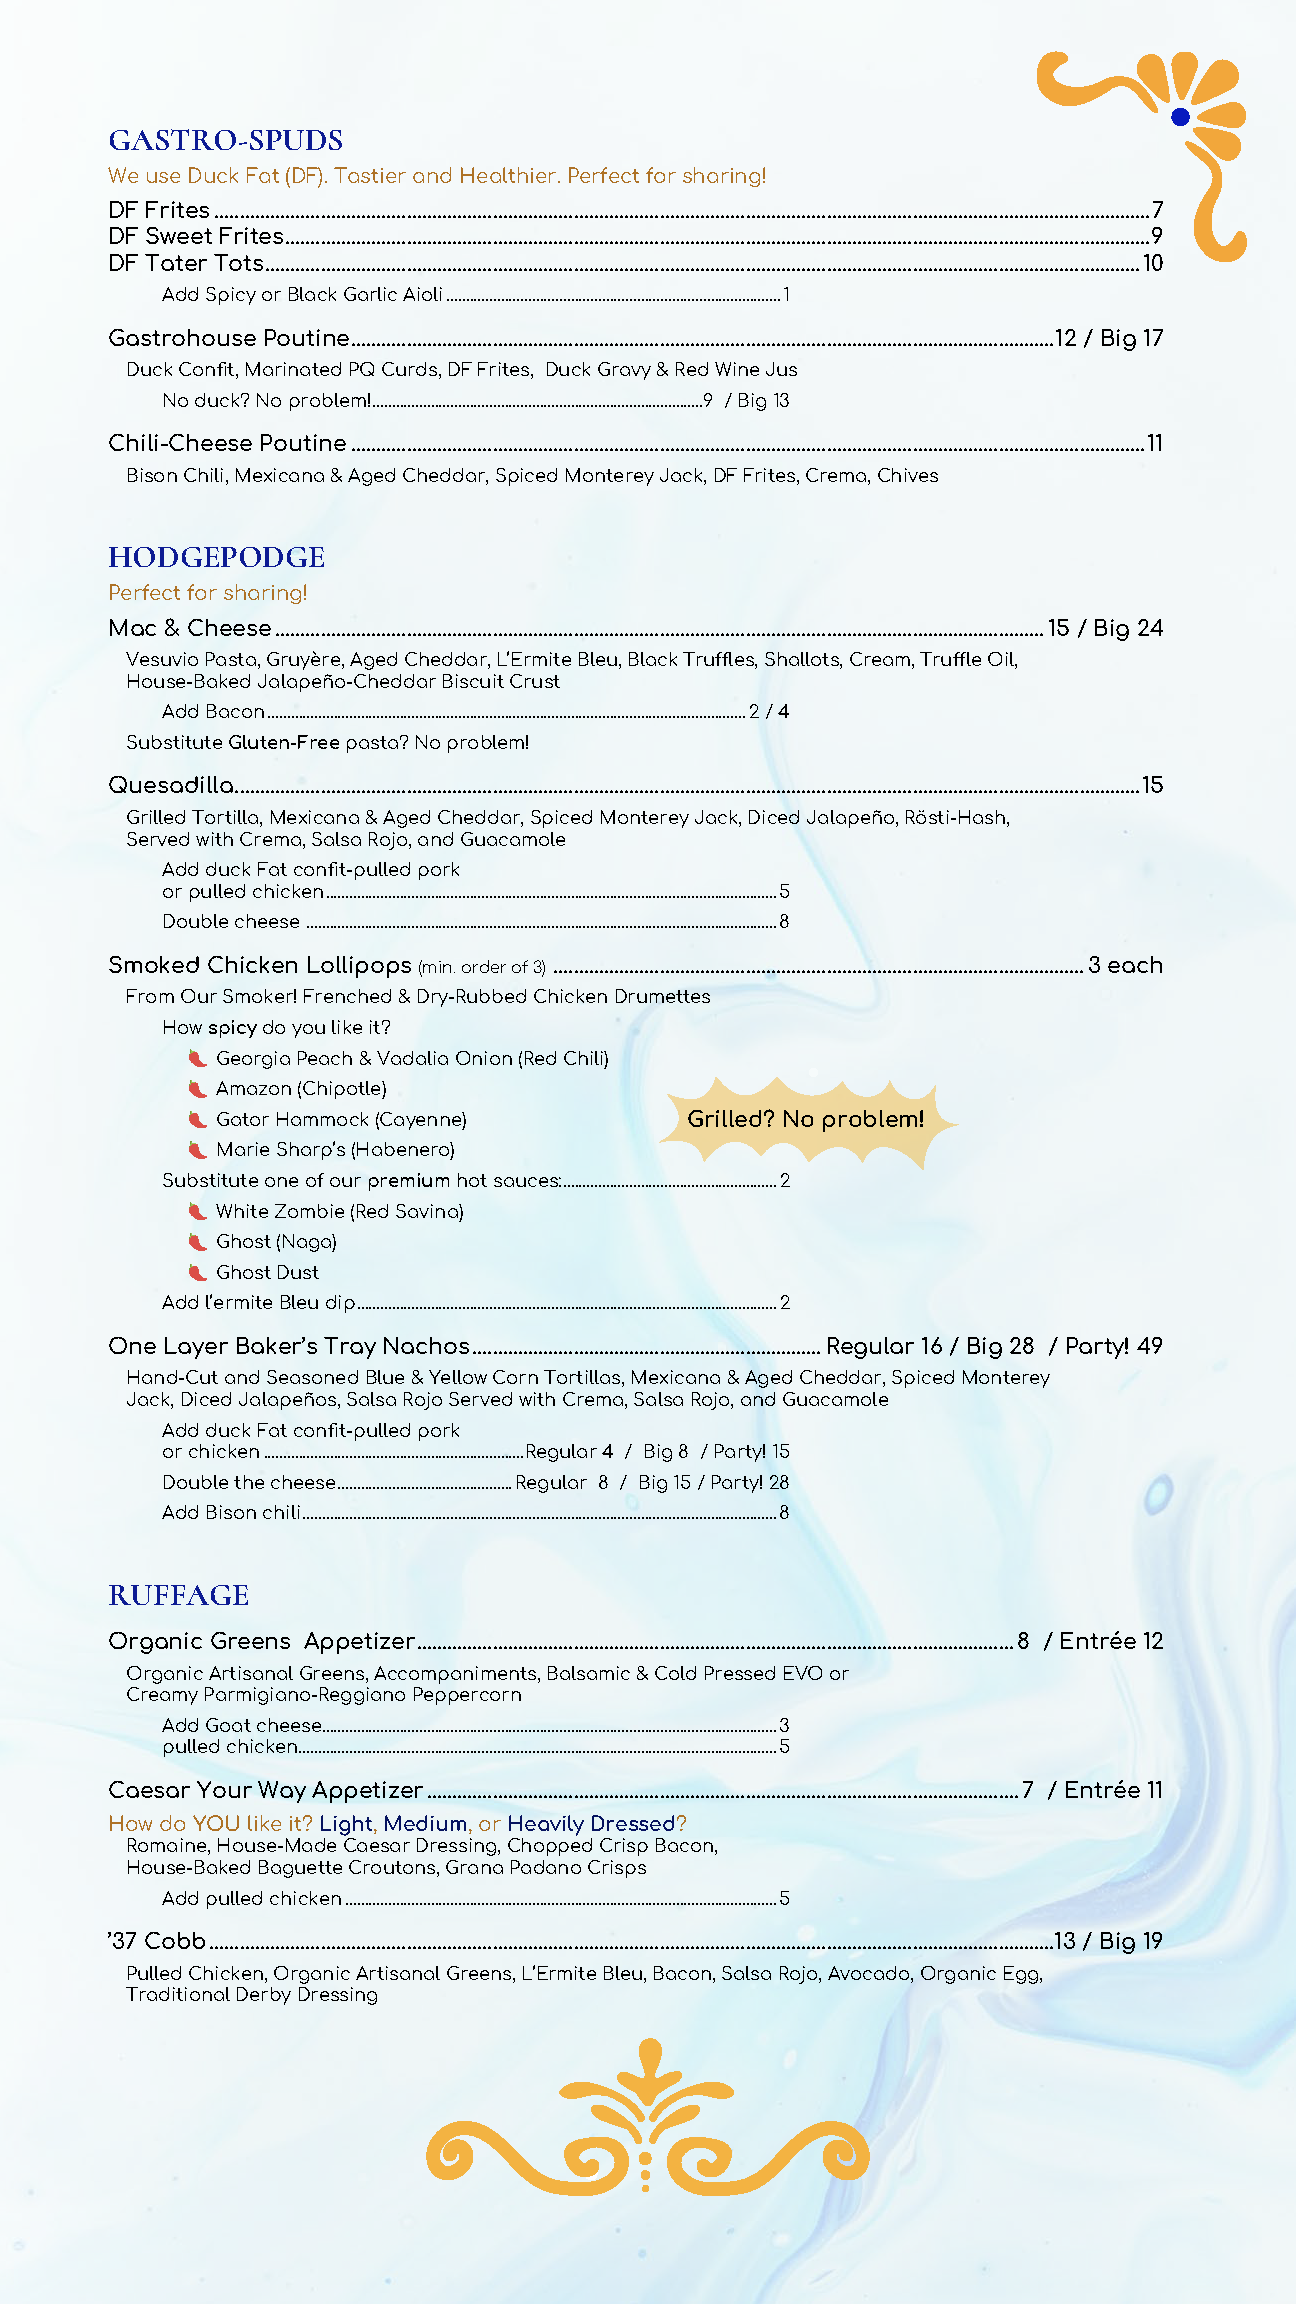 GASTRO-SPUDS
We use Duck Fat (DF). Tastier and Healthier. Perfect for sharing!
DF Frites 7
DF Sweet Frites 9
DF Tater Tots 10
Add Spicy or Black Garlic Aioli 1
Gastrohouse Poutine 12 / Big 17
Duck Confit, Marinated PQ Curds, DF Frites, Duck Gravy & Red Wine Jus
No duck? No problem! 9 / Big 13
Chili-Cheese Poutine 11
Bison Chili, Mexicana & Aged Cheddar, Spiced Monterey Jack, DF Frites, Crema, Chives
HODGEPODGE
Perfect for sharing!
Mac & Cheese 15 / Big 24
Vesuvio Pasta, Gruyère, Aged Cheddar, L'Ermite Bleu, Black Truffles, Shallots, Cream, Truffle Oil,
House-Baked Jalapeño-Cheddar Biscuit Crust
Add Bacon 2 / 4
Substitute Gluten-Free pasta? No problem!
Quesadilla 15
Grilled Tortilla, Mexicana & Aged Cheddar, Spiced Monterey Jack, Diced Jalapeño, Rösti-Hash,
Served with Crema, Salsa Rojo, and Guacamole
Add duck Fat confit-pulled pork
or pulled chicken 5
Double cheese 8
Smoked Chicken Lollipops (min. order of 3) 3 each
From Our Smoker! Frenched & Dry-Rubbed Chicken Drumettes
How spicy do you like it?
Georgia Peach & Vadalia Onion (Red Chili)
Amazon (Chipotle)
Gator Hammock (Cayenne)
Grilled? No problem!
Marie Sharp's (Habenero)
Substitute one of our premium hot sauces: 2
White Zombie (Red Savina)
Ghost (Naga)
Ghost Dust
Add l'ermite Bleu dip 2
One Layer Baker's Tray Nachos Regular 16 / Big 28 / Party! 49
Hand-Cut and Seasoned Blue & Yellow Corn Tortillas, Mexicana & Aged Cheddar, Spiced Monterey
Jack, Diced Jalapeños, Salsa Rojo Served with Crema, Salsa Rojo, and Guacamole
Add duck Fat confit-pulled pork
or chicken Regular 4 / Big 8 / Party! 15
Double the cheese Regular 8 / Big 15 / Party! 28
Add Bison chili 8
RUFFAGE
Organic Greens Appetizer 8 / Entrée 12
Organic Artisanal Greens, Accompaniments, Balsamic & Cold Pressed EVO or
Creamy Parmigiano-Reggiano Peppercorn
Add Goat cheese 3
pulled chicken 5
Caesar Your Way Appetizer 7 / Entrée 11
How do YOU like it? Light, Medium, or Heavily Dressed?
Romaine, House-Made Caesar Dressing, Chopped Crisp Bacon,
House-Baked Baguette Croutons, Grana Padano Crisps
Add pulled chicken 5
'37 Cobb 13 / Big 19
Pulled Chicken, Organic Artisanal Greens, L'Ermite Bleu, Bacon, Salsa Rojo, Avocado, Organic Egg,
Traditional Derby Dressing